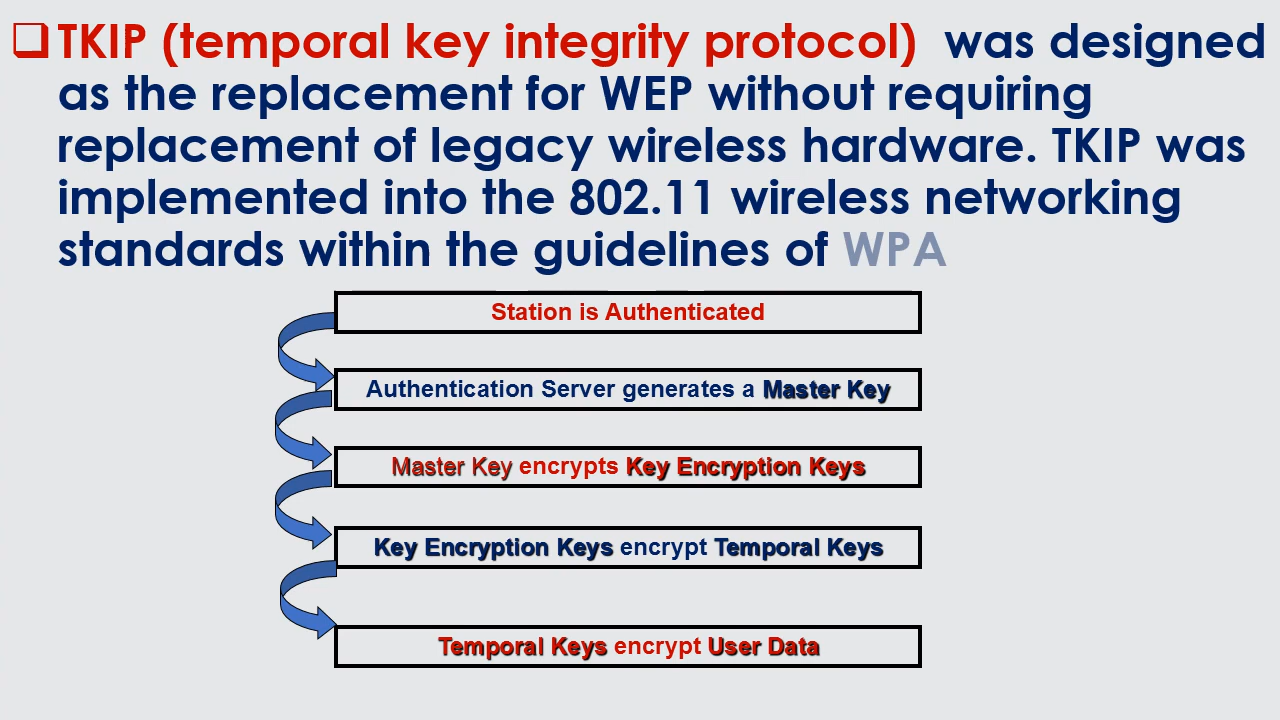 ❑TKIP (temporal key integrity protocol) was designed
as the replacement for WEP without requiring
replacement of legacy wireless hardware. TKIP was
implemented into the 802.11 wireless networking
standards within the guidelines of WPA
Station is Authenticated
Authentication Server generates a Master Key
Master Key encrypts Key Encryption Keys
Key Encryption Keys encrypt Temporal Keys
Temporal Keys encrypt User Data